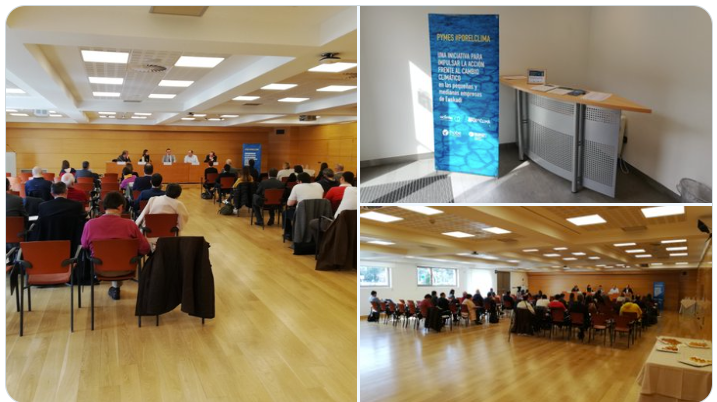 PYMES #PORELCLIMA
UNA INICIATIVA PARA
IMPULSAR LA ACCIÓN
FRENTE AL CAMBIO
CLIMÁTICO
en las pequeñas y
medianas empresas
de Euskadi